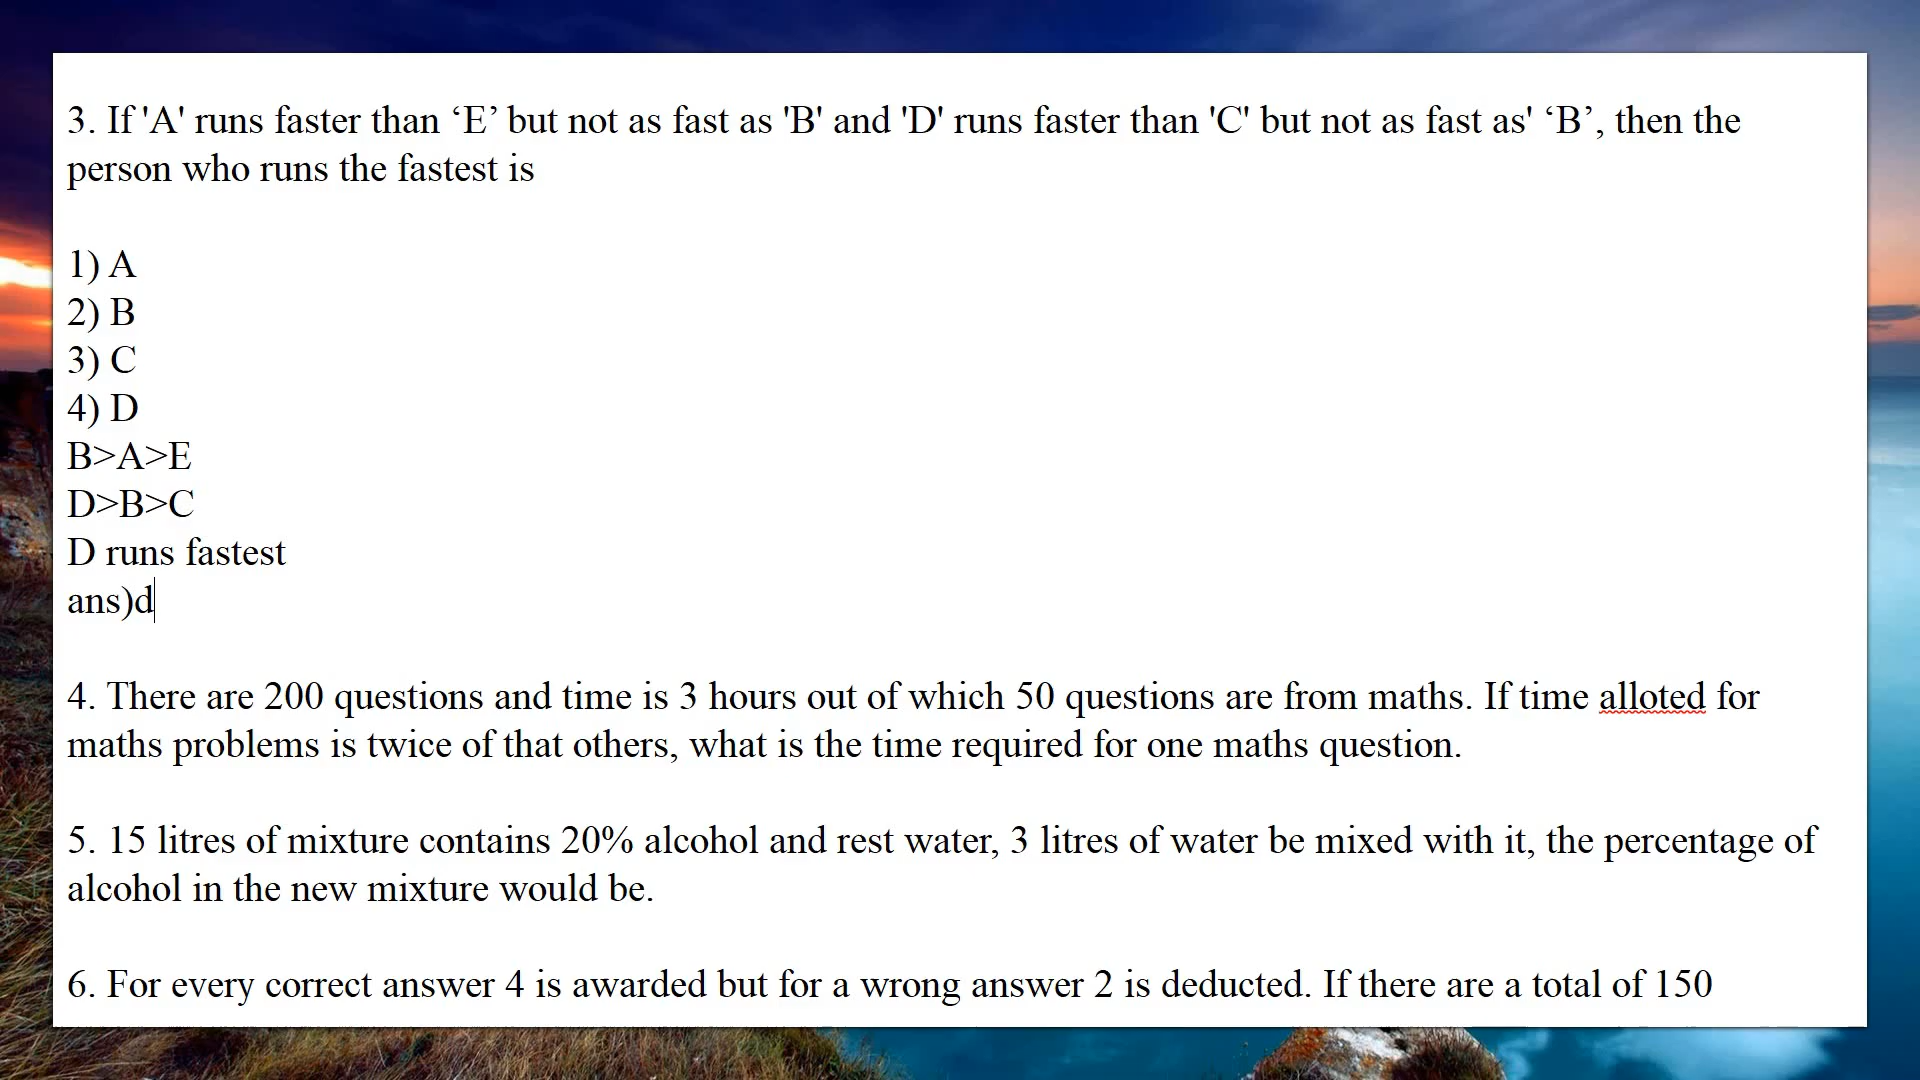 3. If 'A' runs faster than ‘E’ but not as fast as 'B' and 'D' runs faster than 'C' but not as fast as' ‘B’, then the
person who runs the fastest is
1) A
2) B
3) C
4) D
B>A>E
D>B>C
D runs fastest
ans)d
4. There are 200 questions and time is 3 hours out of which 50 questions are from maths. If time alloted for
maths problems is twice of that others, what is the time required for one maths question.
5. 15 litres of mixture contains 20% alcohol and rest water, 3 litres of water be mixed with it, the percentage of
alcohol in the new mixture would be.
6. For every correct answer 4 is awarded but for a wrong answer 2 is deducted. If there are a total of 150